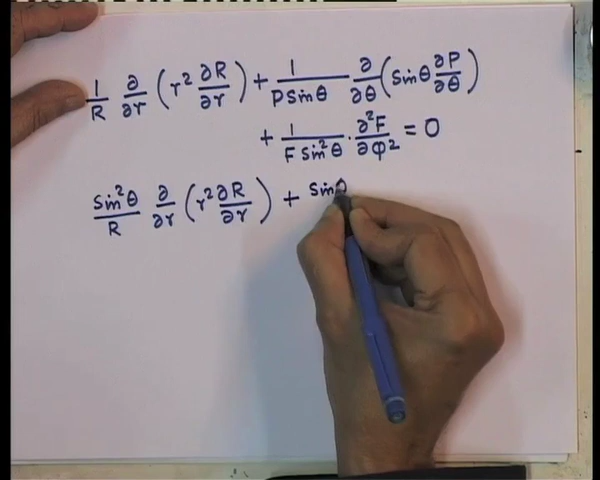 1/R ∂/∂r (r² ∂R/∂r) + 1/(P Sinθ) ∂/∂θ (Sinθ ∂P/∂θ)
+ 1/(F Sin²θ) · ∂²F/∂φ² = 0
Sin²θ/R ∂/∂r (r² ∂R/∂r) + Sinθ